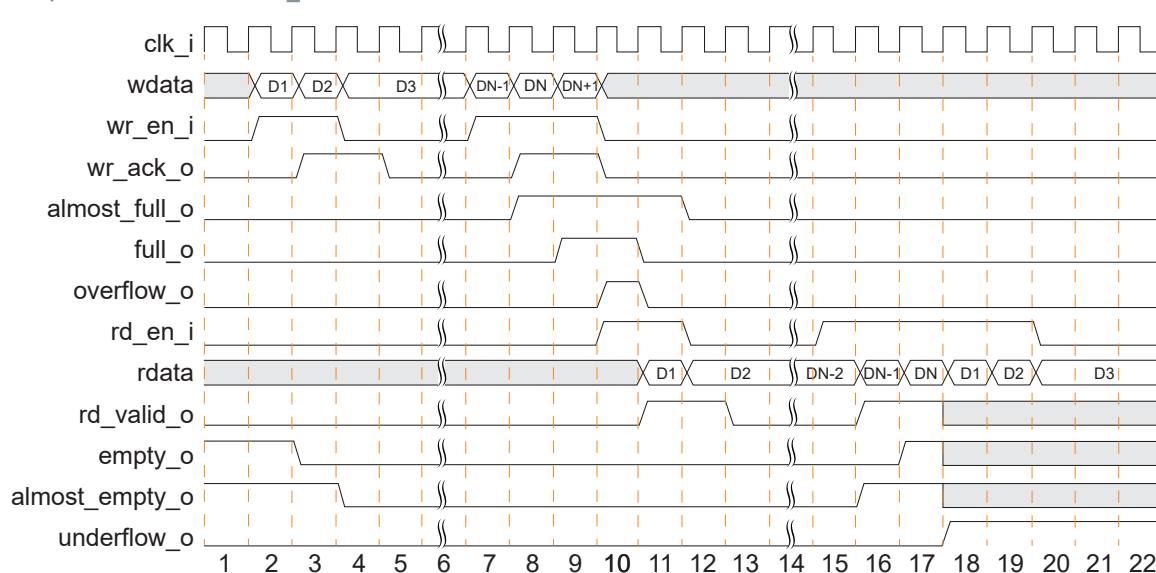 clk_i
wdata D1 D2 D3 DN-1 DN DN+1
wr_en_i
wr_ack_o
almost_full_o
full_o
overflow_o
rd_en_i
rdata D1 D2 DN-2 DN-1 DN D1 D2 D3
rd_valid_o
empty_o
almost_empty_o
underflow_o
1 2 3 4 5 6 7 8 9 10 11 12 13 14 15 16 17 18 19 20 21 22